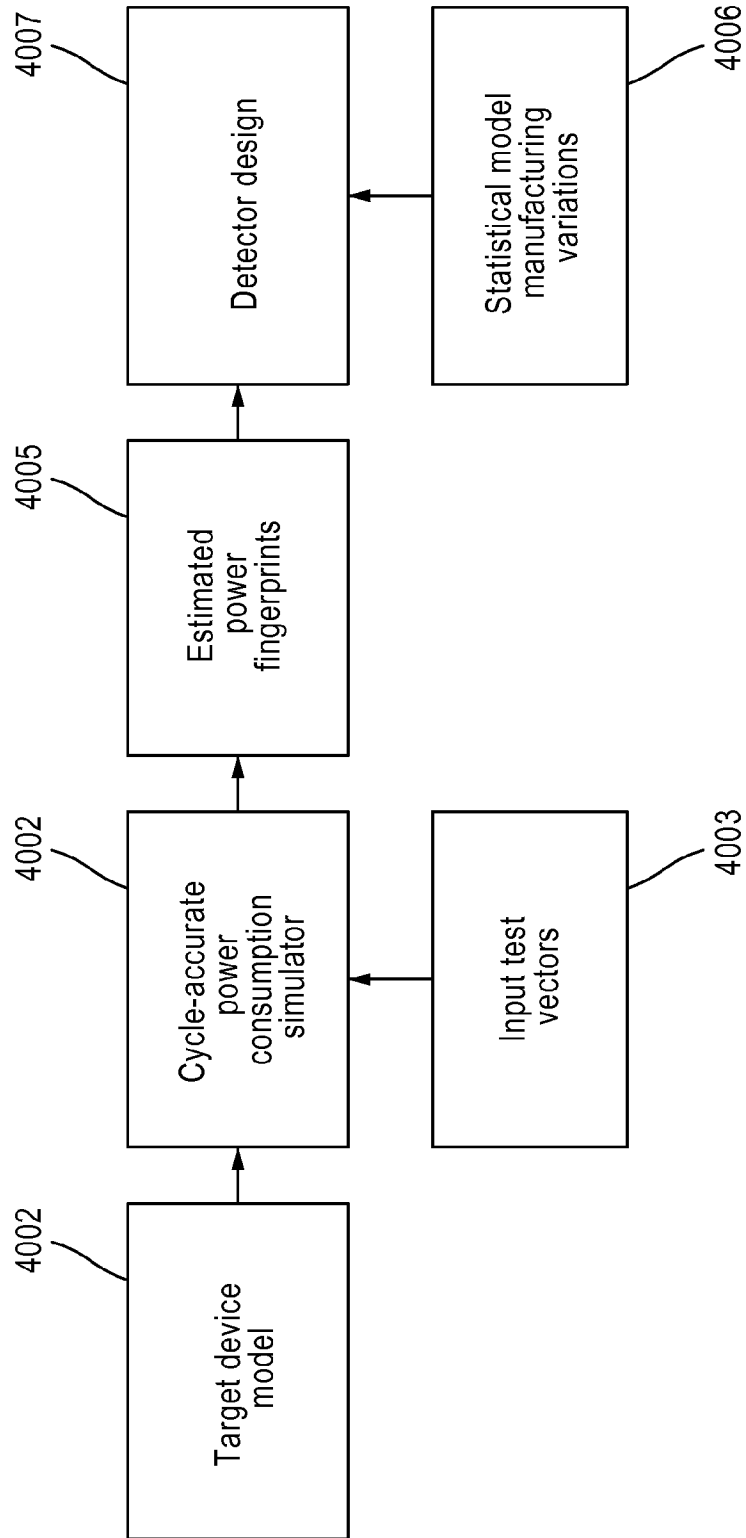 4002
Target device
model
4002
Cycle-accurate
power
consumption
simulator
4003
Input test
vectors
4005
Estimated
power
fingerprints
4007
Detector design
4006
Statistical model
manufacturing
variations